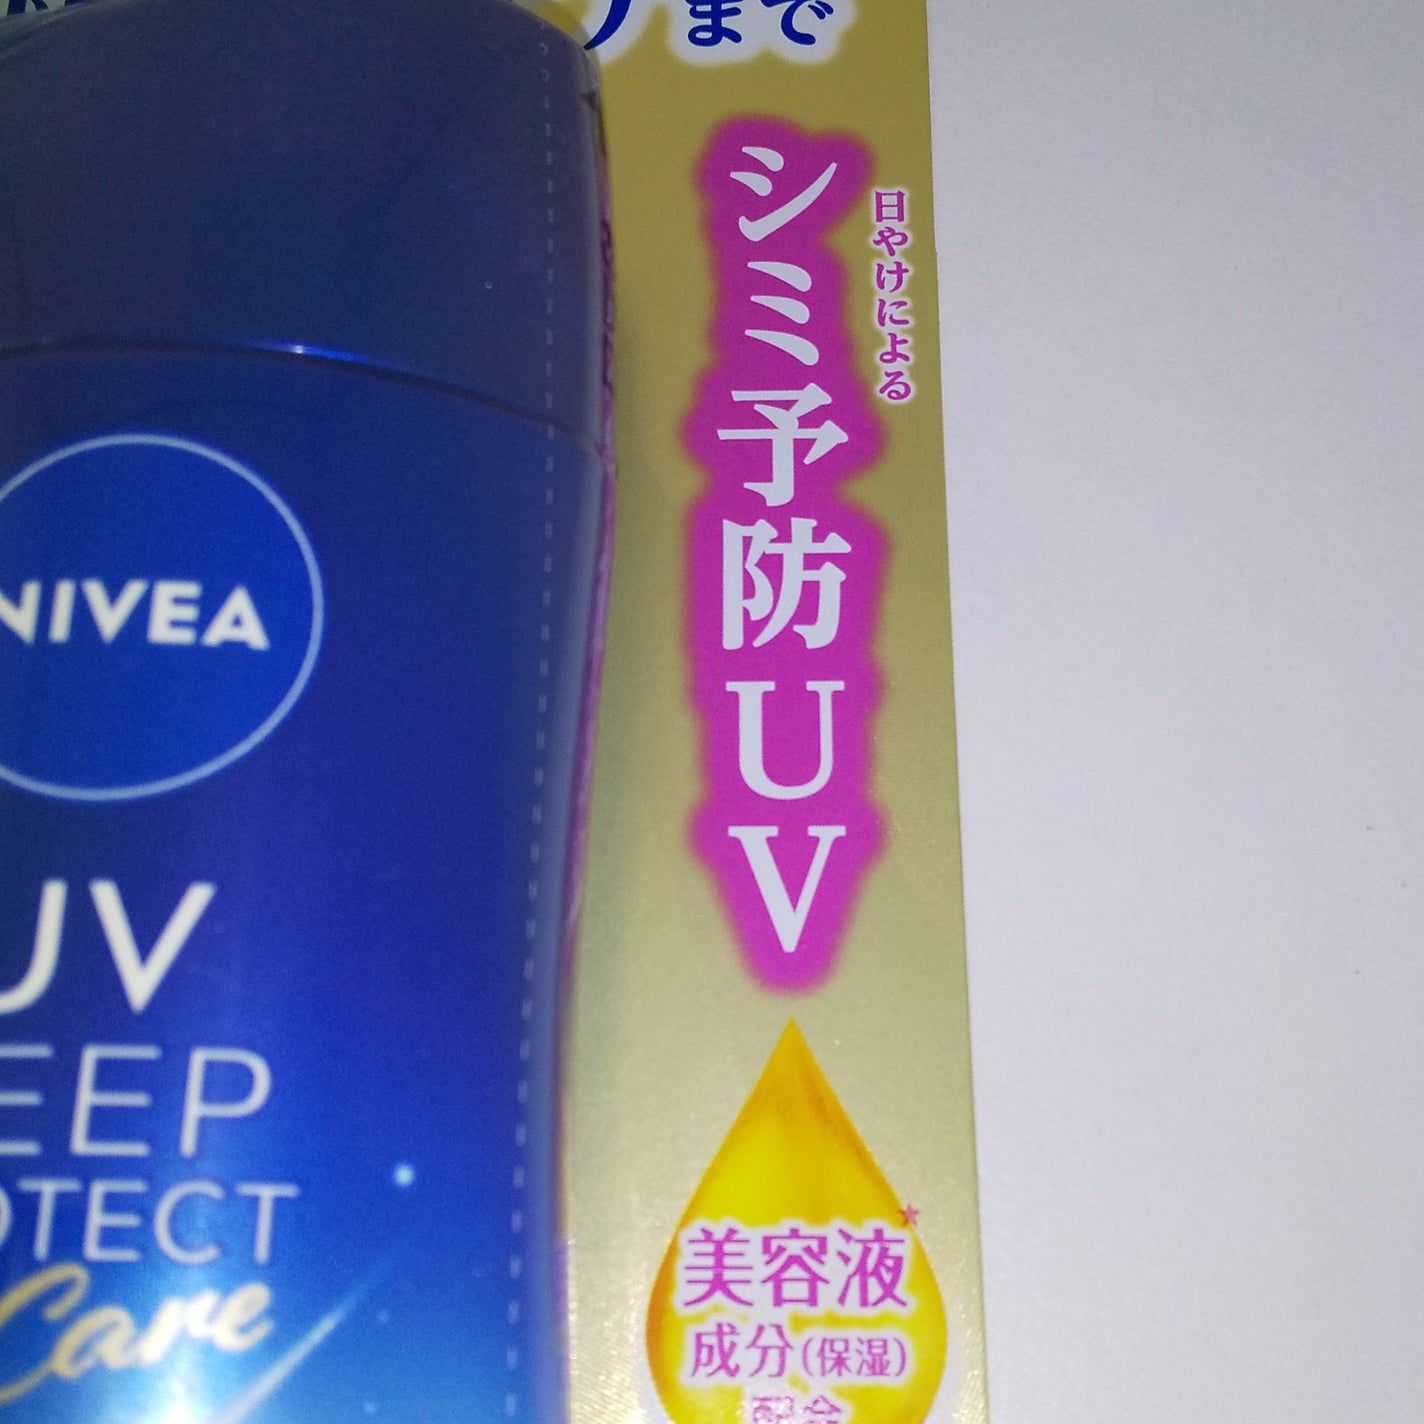 まで
日やけによる
シミ予防UV
NIVEA
UV
EEP
OTECT
Care
美容液★
成分(保湿)